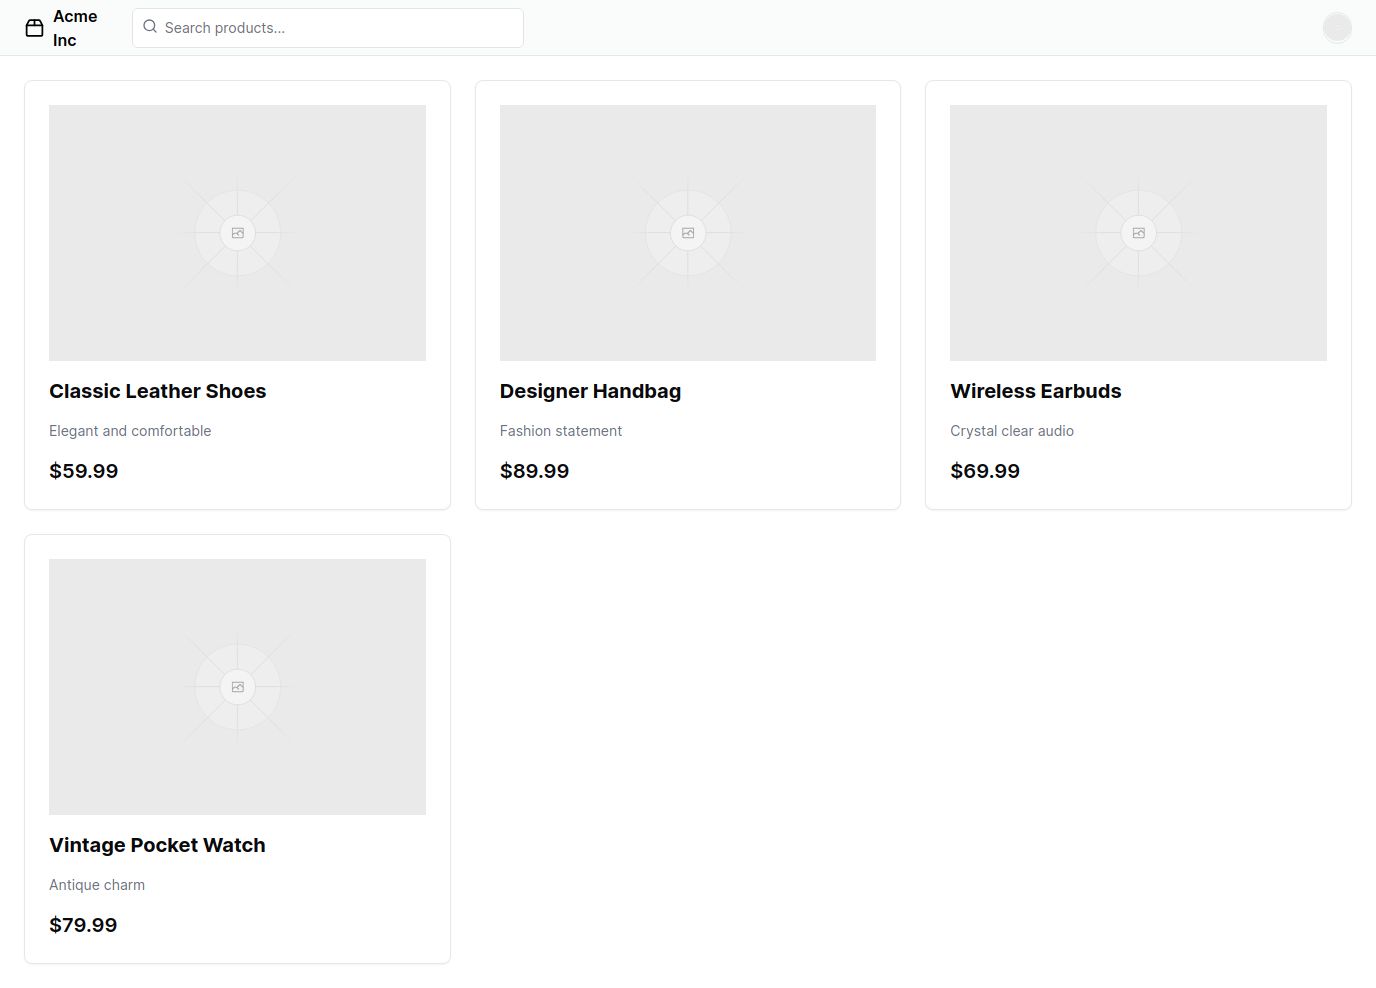 Acme
Inc
Search products...
Classic Leather Shoes
Elegant and comfortable
$59.99
Designer Handbag
Fashion statement
$89.99
Wireless Earbuds
Crystal clear audio
$69.99
Vintage Pocket Watch
Antique charm
$79.99